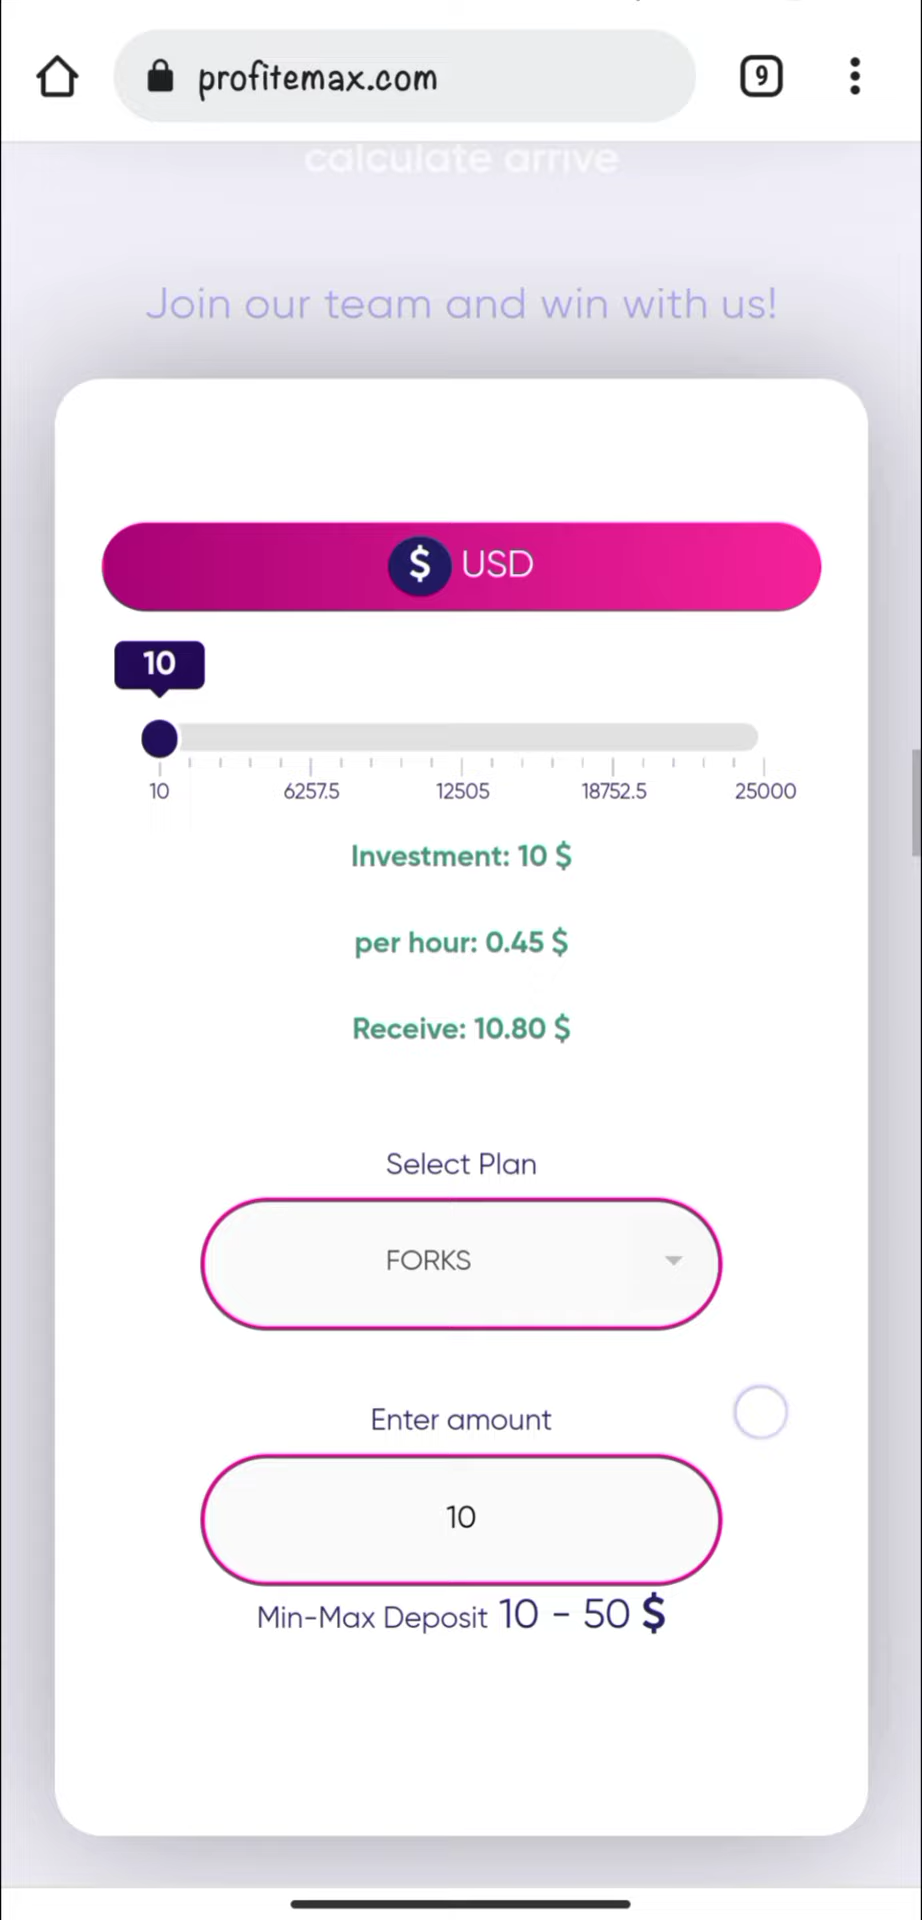 profitemax.com
9
calculate arrive
Join our team and win with us!
$ USD
10
10 6257.5 12505 18752.5 25000
Investment: 10 $
per hour: 0.45 $
Receive: 10.80 $
Select Plan
FORKS
Enter amount
10
Min-Max Deposit 10 - 50 $